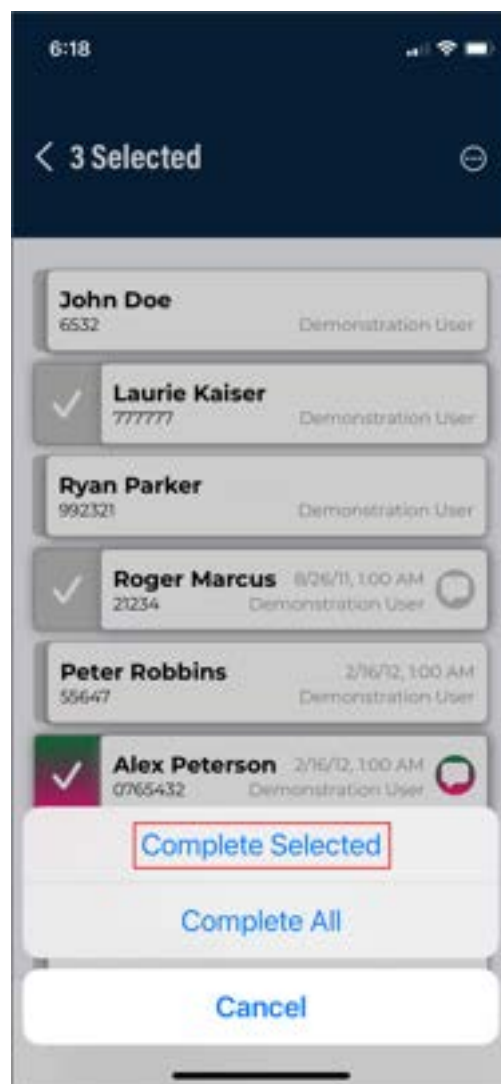 6:18
3 Selected
John Doe
6532 Demonstration User
Laurie Kaiser
777777 Demonstration User
Ryan Parker
992321 Demonstration User
Roger Marcus 8/26/11, 1:00 AM
21234 Demonstration User
Peter Robbins 2/16/12, 1:00 AM
55647 Demonstration User
Alex Peterson 2/16/12, 1:00 AM
0765432 Demonstration User
Complete Selected
Complete All
Cancel